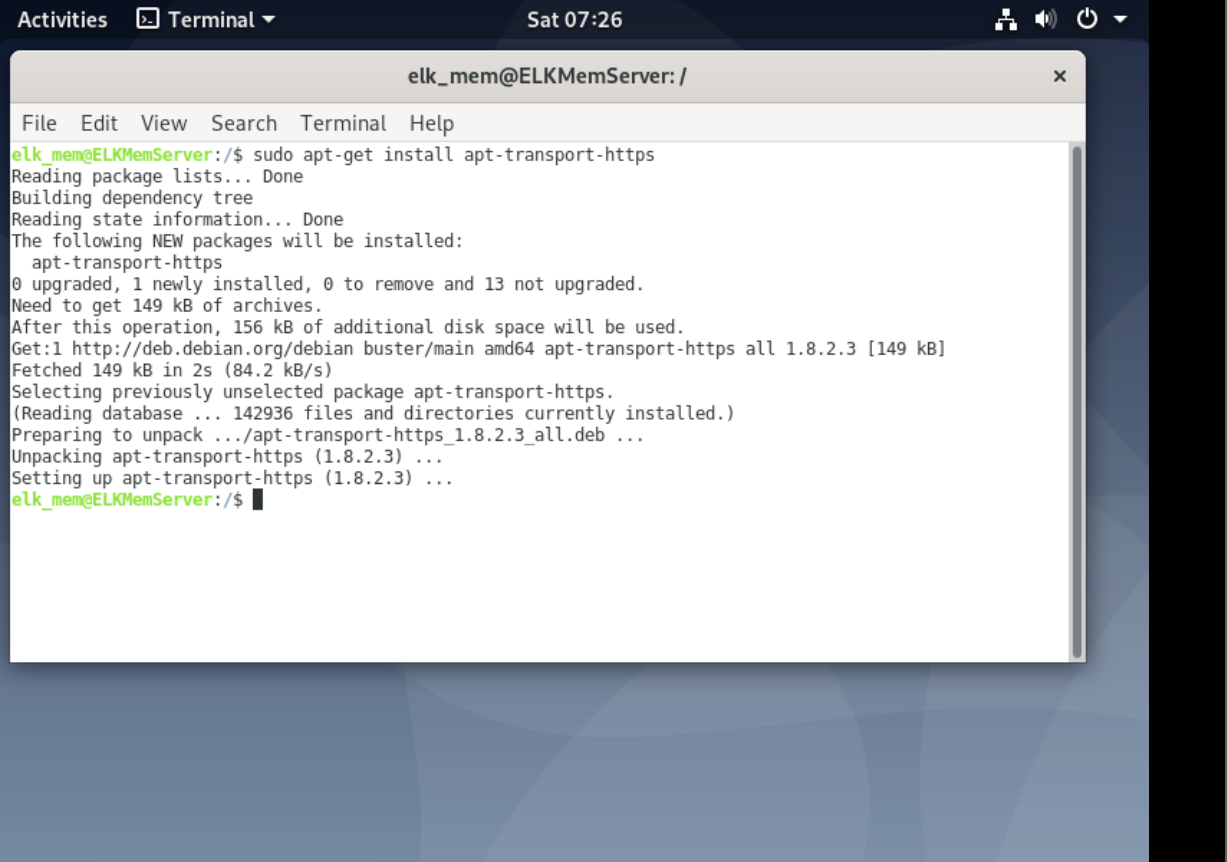 Activities Terminal Sat 07:26
elk_mem@ELKMemServer: /
File Edit View Search Terminal Help
elk_mem@ELKMemServer:/$ sudo apt-get install apt-transport-https
Reading package lists... Done
Building dependency tree
Reading state information... Done
The following NEW packages will be installed:
  apt-transport-https
0 upgraded, 1 newly installed, 0 to remove and 13 not upgraded.
Need to get 149 kB of archives.
After this operation, 156 kB of additional disk space will be used.
Get:1 http://deb.debian.org/debian buster/main amd64 apt-transport-https all 1.8.2.3 [149 kB]
Fetched 149 kB in 2s (84.2 kB/s)
Selecting previously unselected package apt-transport-https.
(Reading database ... 142936 files and directories currently installed.)
Preparing to unpack .../apt-transport-https_1.8.2.3_all.deb ...
Unpacking apt-transport-https (1.8.2.3) ...
Setting up apt-transport-https (1.8.2.3) ...
elk_mem@ELKMemServer:/$